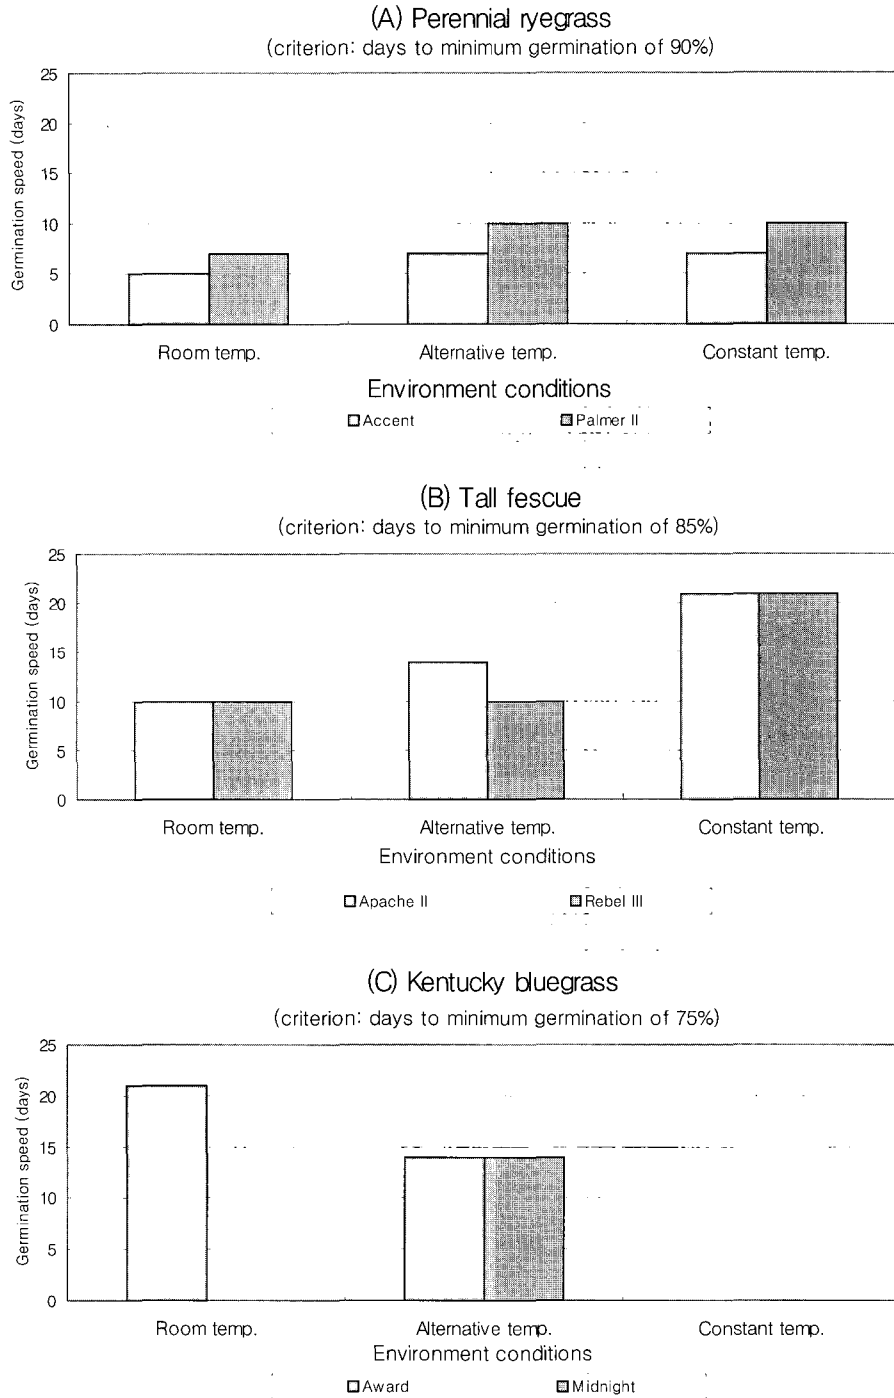 (A) Perennial ryegrass
(criterion: days to minimum germination of 90%)
Germination speed (days)
25
20
15
10
5
0
Room temp.
Alternative temp.
Constant temp.
Environment conditions
Accent
Palmer II
(B) Tall fescue
(criterion: days to minimum germination of 85%)
Germination speed (days)
25
20
15
10
5
0
Room temp.
Alternative temp.
Constant temp.
Environment conditions
Apache II
Rebel III
(C) Kentucky bluegrass
(criterion: days to minimum germination of 75%)
Germination speed (days)
25
20
15
10
5
0
Room temp.
Alternative temp.
Constant temp.
Environment conditions
Award
Midnight